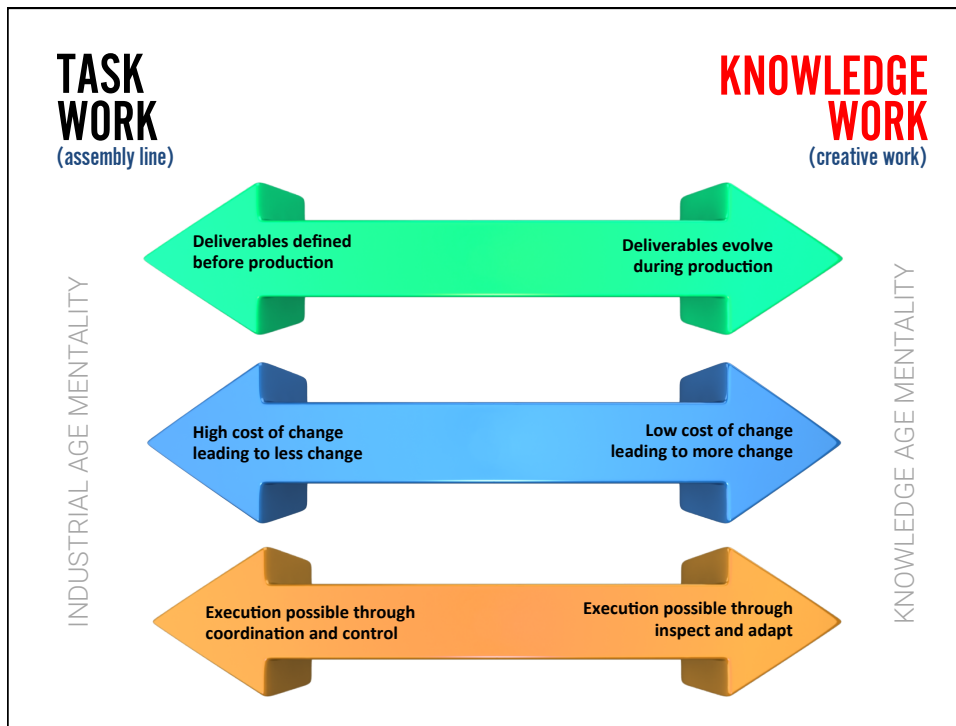 TASK
WORK
(assembly line)
KNOWLEDGE
WORK
(creative work)
INDUSTRIAL AGE MENTALITY
Deliverables defined
before production
Deliverables evolve
during production
High cost of change
leading to less change
Low cost of change
leading to more change
Execution possible through
coordination and control
Execution possible through
inspect and adapt
KNOWLEDGE AGE MENTALITY